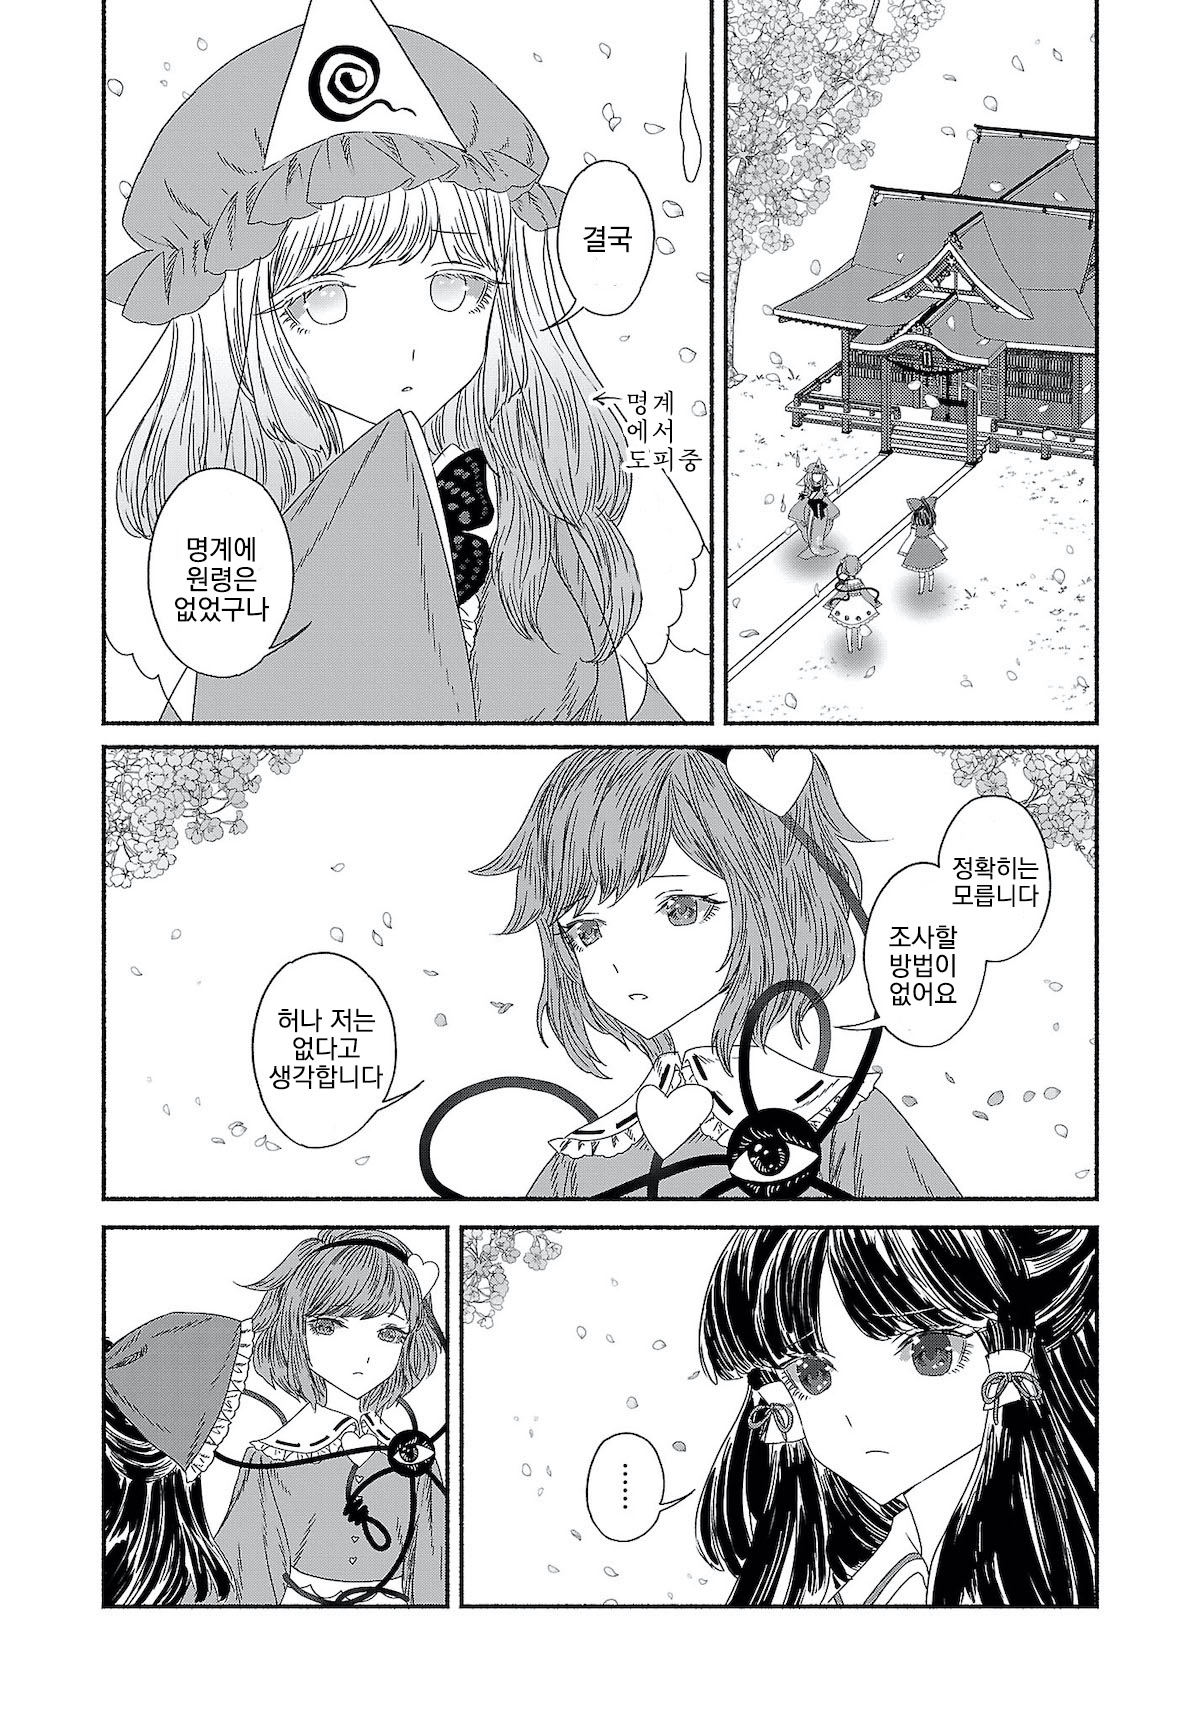 결국
명계
에서
도피중
명계에
원령은
없었구나
정확히는
모릅니다
조사할
방법이
없어요
허나 저는
없다고
생각합니다
……